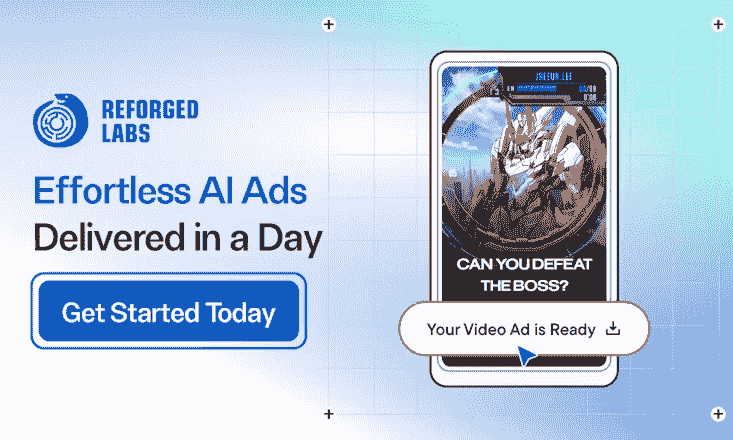 REFORGED
LABS
Effortless AI Ads
Delivered in a Day
Get Started Today
CAN YOU DEFEAT
THE BOSS?
Your Video Ad is Ready